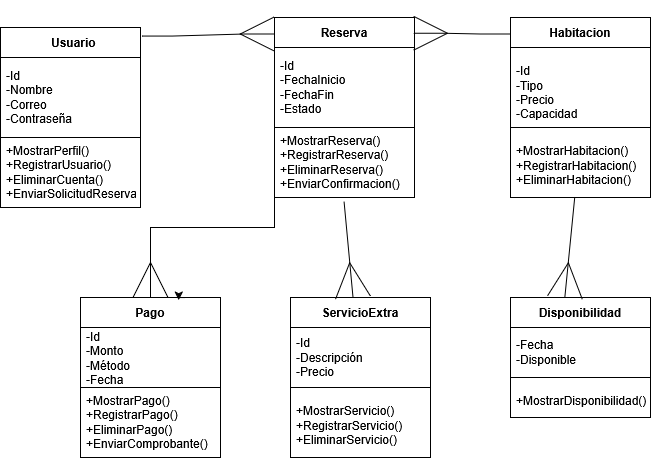 Usuario
-Id
-Nombre
-Correo
-Contraseña
+MostrarPerfil()
+RegistrarUsuario()
+EliminarCuenta()
+EnviarSolicitudReserva
Reserva
-Id
-FechaInicio
-FechaFin
-Estado
+MostrarReserva()
+RegistrarReserva()
+EliminarReserva()
+EnviarConfirmacion()
Habitacion
-Id
-Tipo
-Precio
-Capacidad
+MostrarHabitacion()
+RegistrarHabitacion()
+EliminarHabitacion()
Pago
-Id
-Monto
-Método
-Fecha
+MostrarPago()
+RegistrarPago()
+EliminarPago()
+EnviarComprobante()
ServicioExtra
-Id
-Descripción
-Precio
+MostrarServicio()
+RegistrarServicio()
+EliminarServicio()
Disponibilidad
-Fecha
-Disponible
+MostrarDisponibilidad()